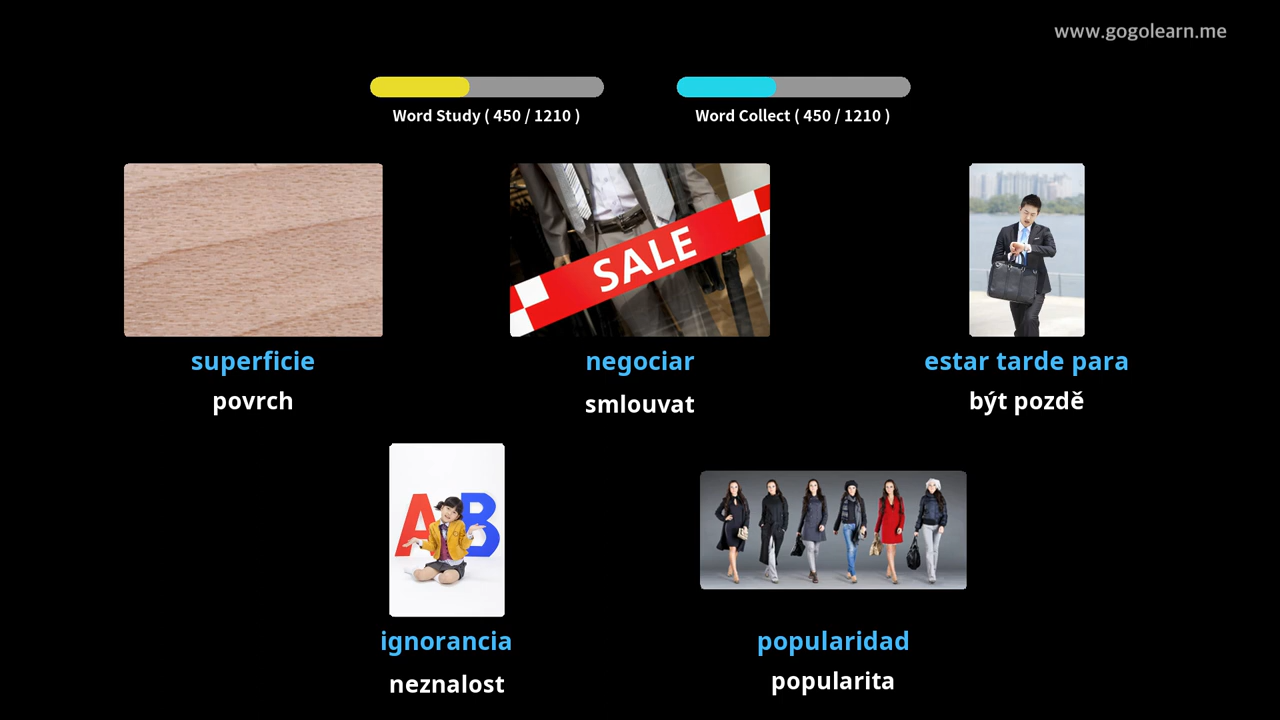 www.gogolearn.me
Word Study ( 450 / 1210 )
Word Collect ( 450 / 1210 )
SALE
superficie
povrch
negociar
smlouvat
estar tarde para
být pozdě
A B
ignorancia
neznalost
popularidad
popularita